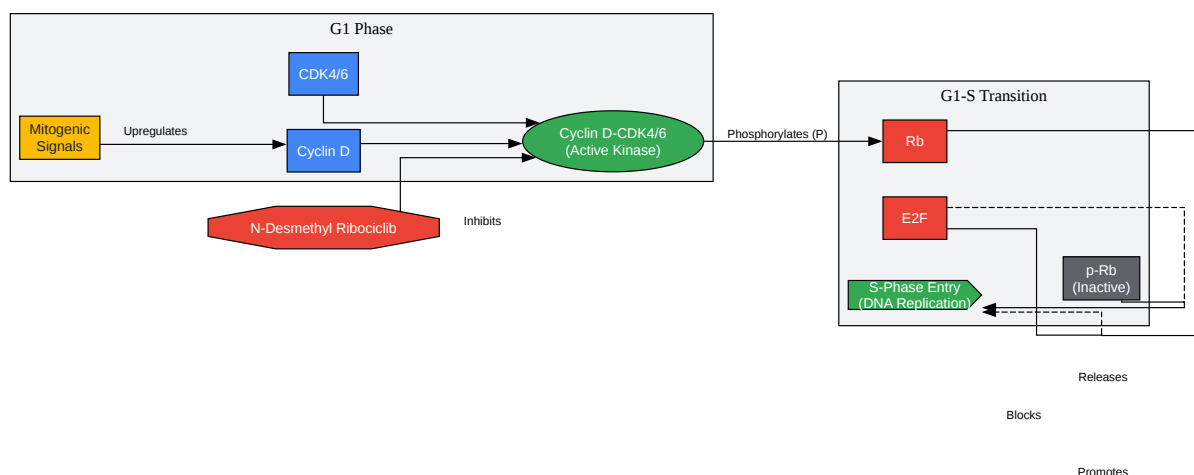 G1 Phase
CDK4/6
Mitogenic
Signals
Upregulates
Cyclin D
Cyclin D-CDK4/6
(Active Kinase)
N-Desmethyl Ribociclib
Inhibits
Phosphorylates (P)
G1-S Transition
Rb
E2F
p-Rb
(Inactive)
S-Phase Entry
(DNA Replication)
Releases
Blocks
Promotes